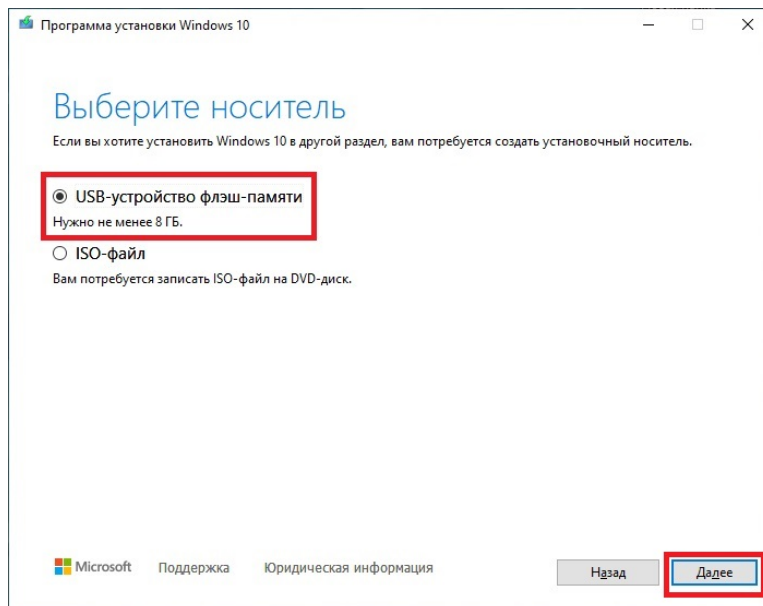 Программа установки Windows 10
Выберите носитель
Если вы хотите установить Windows 10 в другой раздел, вам потребуется создать установочный носитель.
USB-устройство флэш-памяти
Нужно не менее 8 ГБ.
ISO-файл
Вам потребуется записать ISO-файл на DVD-диск.
Microsoft Поддержка Юридическая информация Назад Далее